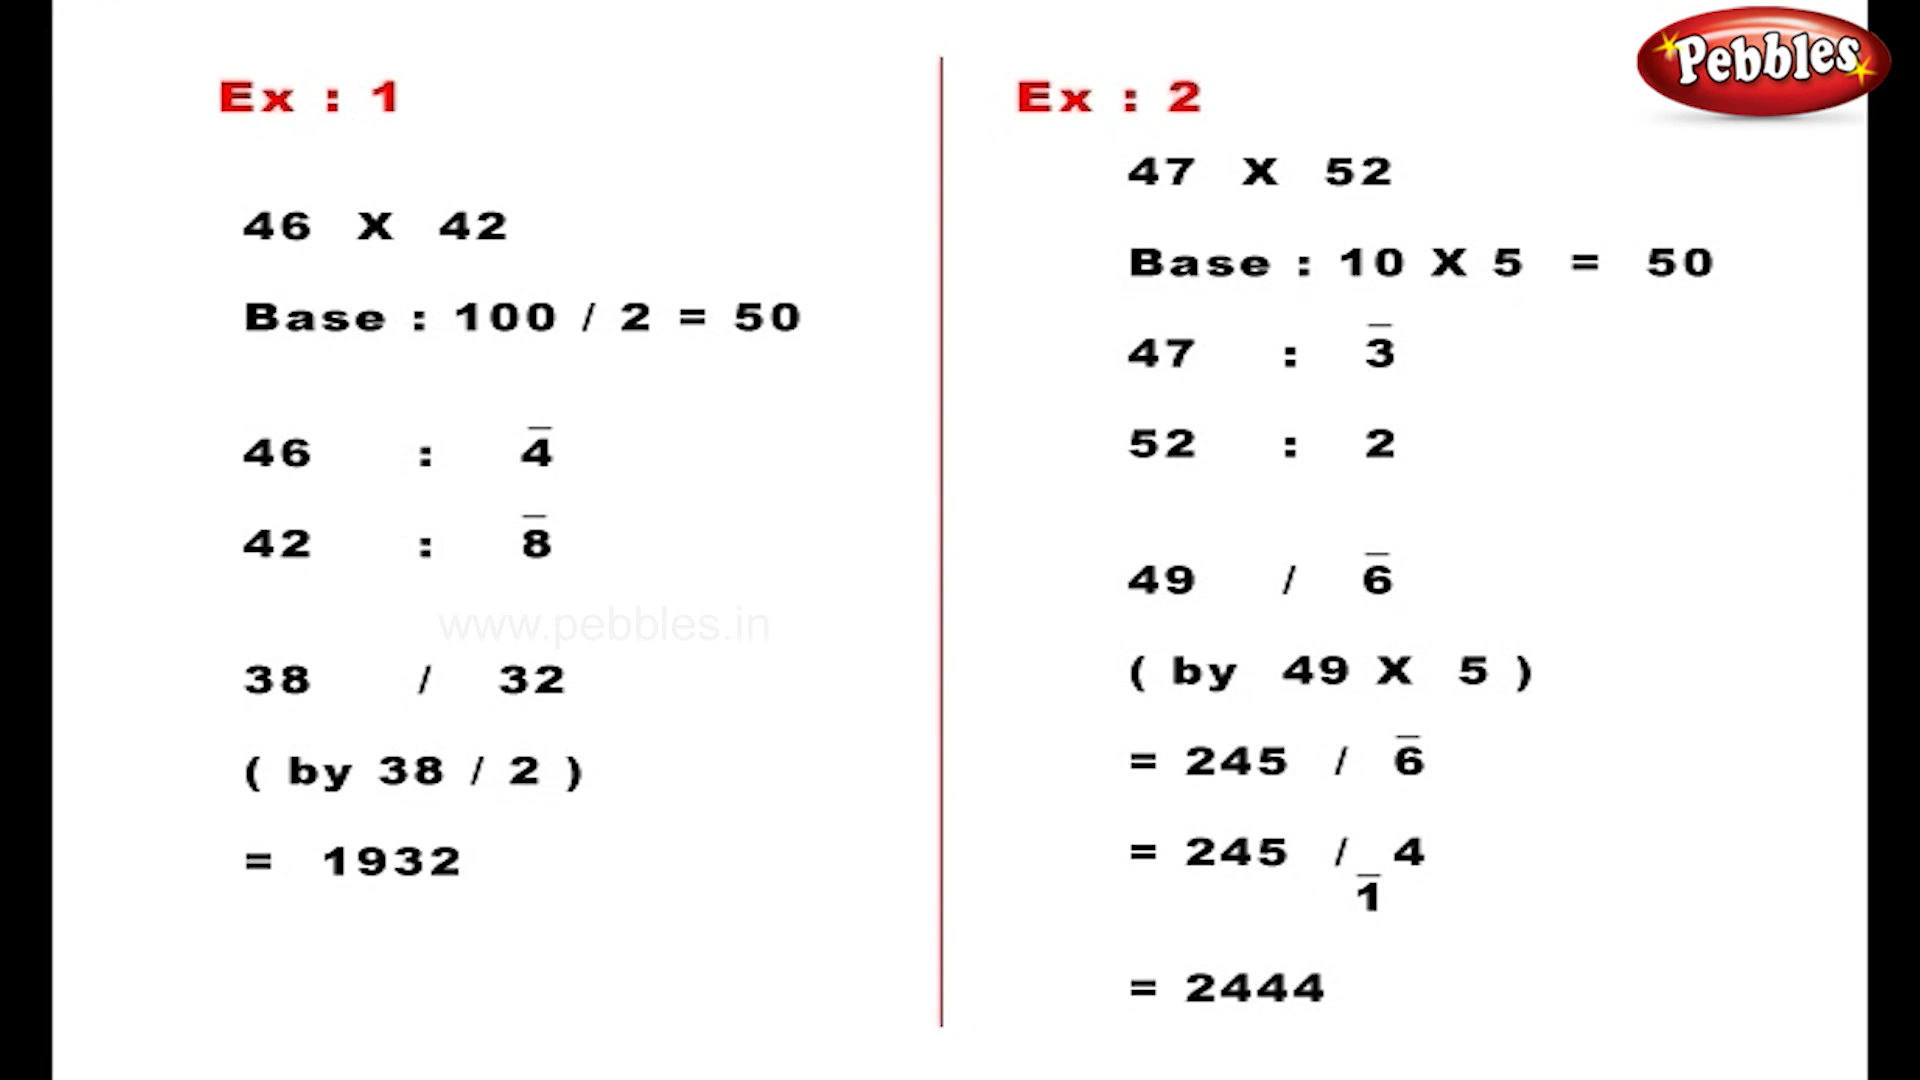 Pebbles
Ex : 1
46 X 42
Base : 100 / 2 = 50
46 : 4̅
42 : 8̅
www.pebbles.in
38 / 32
( by 38 / 2 )
= 1932
Ex : 2
47 X 52
Base : 10 X 5 = 50
47 : 3̅
52 : 2
49 / 6̅
( by 49 X 5 )
= 245 / 6̅
= 245 / 4
1̅
= 2444